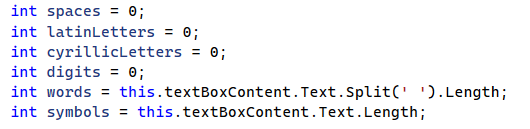 int spaces = 0;
int latinLetters = 0;
int cyrillicLetters = 0;
int digits = 0;
int words = this.textBoxContent.Text.Split(' ').Length;
int symbols = this.textBoxContent.Text.Length;